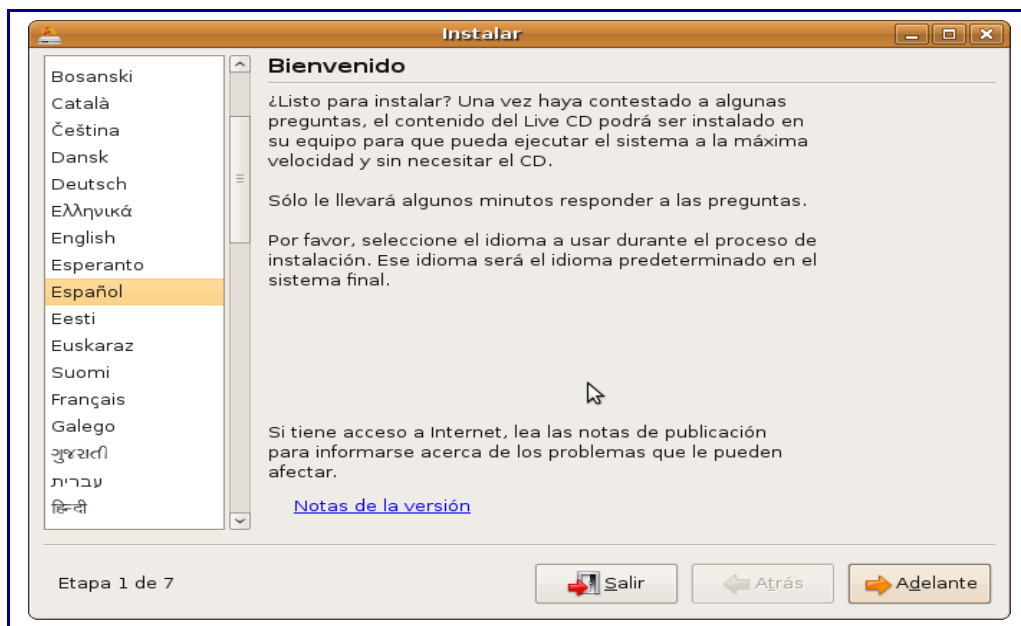 Instalar
Bosanski
Català
Čeština
Dansk
Deutsch
Ελληνικά
English
Esperanto
Español
Eesti
Euskaraz
Suomi
Français
Galego
ગુજરાતી
עברית
हिन्दी
Bienvenido
¿Listo para instalar? Una vez haya contestado a algunas
preguntas, el contenido del Live CD podrá ser instalado en
su equipo para que pueda ejecutar el sistema a la máxima
velocidad y sin necesitar el CD.
Sólo le llevará algunos minutos responder a las preguntas.
Por favor, seleccione el idioma a usar durante el proceso de
instalación. Ese idioma será el idioma predeterminado en el
sistema final.
Si tiene acceso a Internet, lea las notas de publicación
para informarse acerca de los problemas que le pueden
afectar.
Notas de la versión
Etapa 1 de 7
Salir
Atrás
Adelante